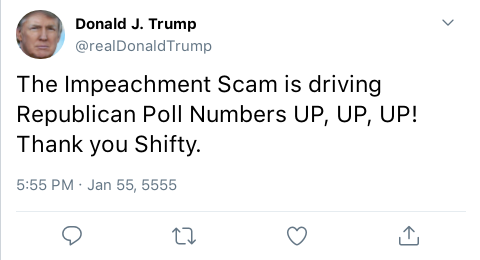 Donald J. Trump
@realDonaldTrump
The Impeachment Scam is driving
Republican Poll Numbers UP, UP, UP!
Thank you Shifty.
5:55 PM · Jan 55, 5555